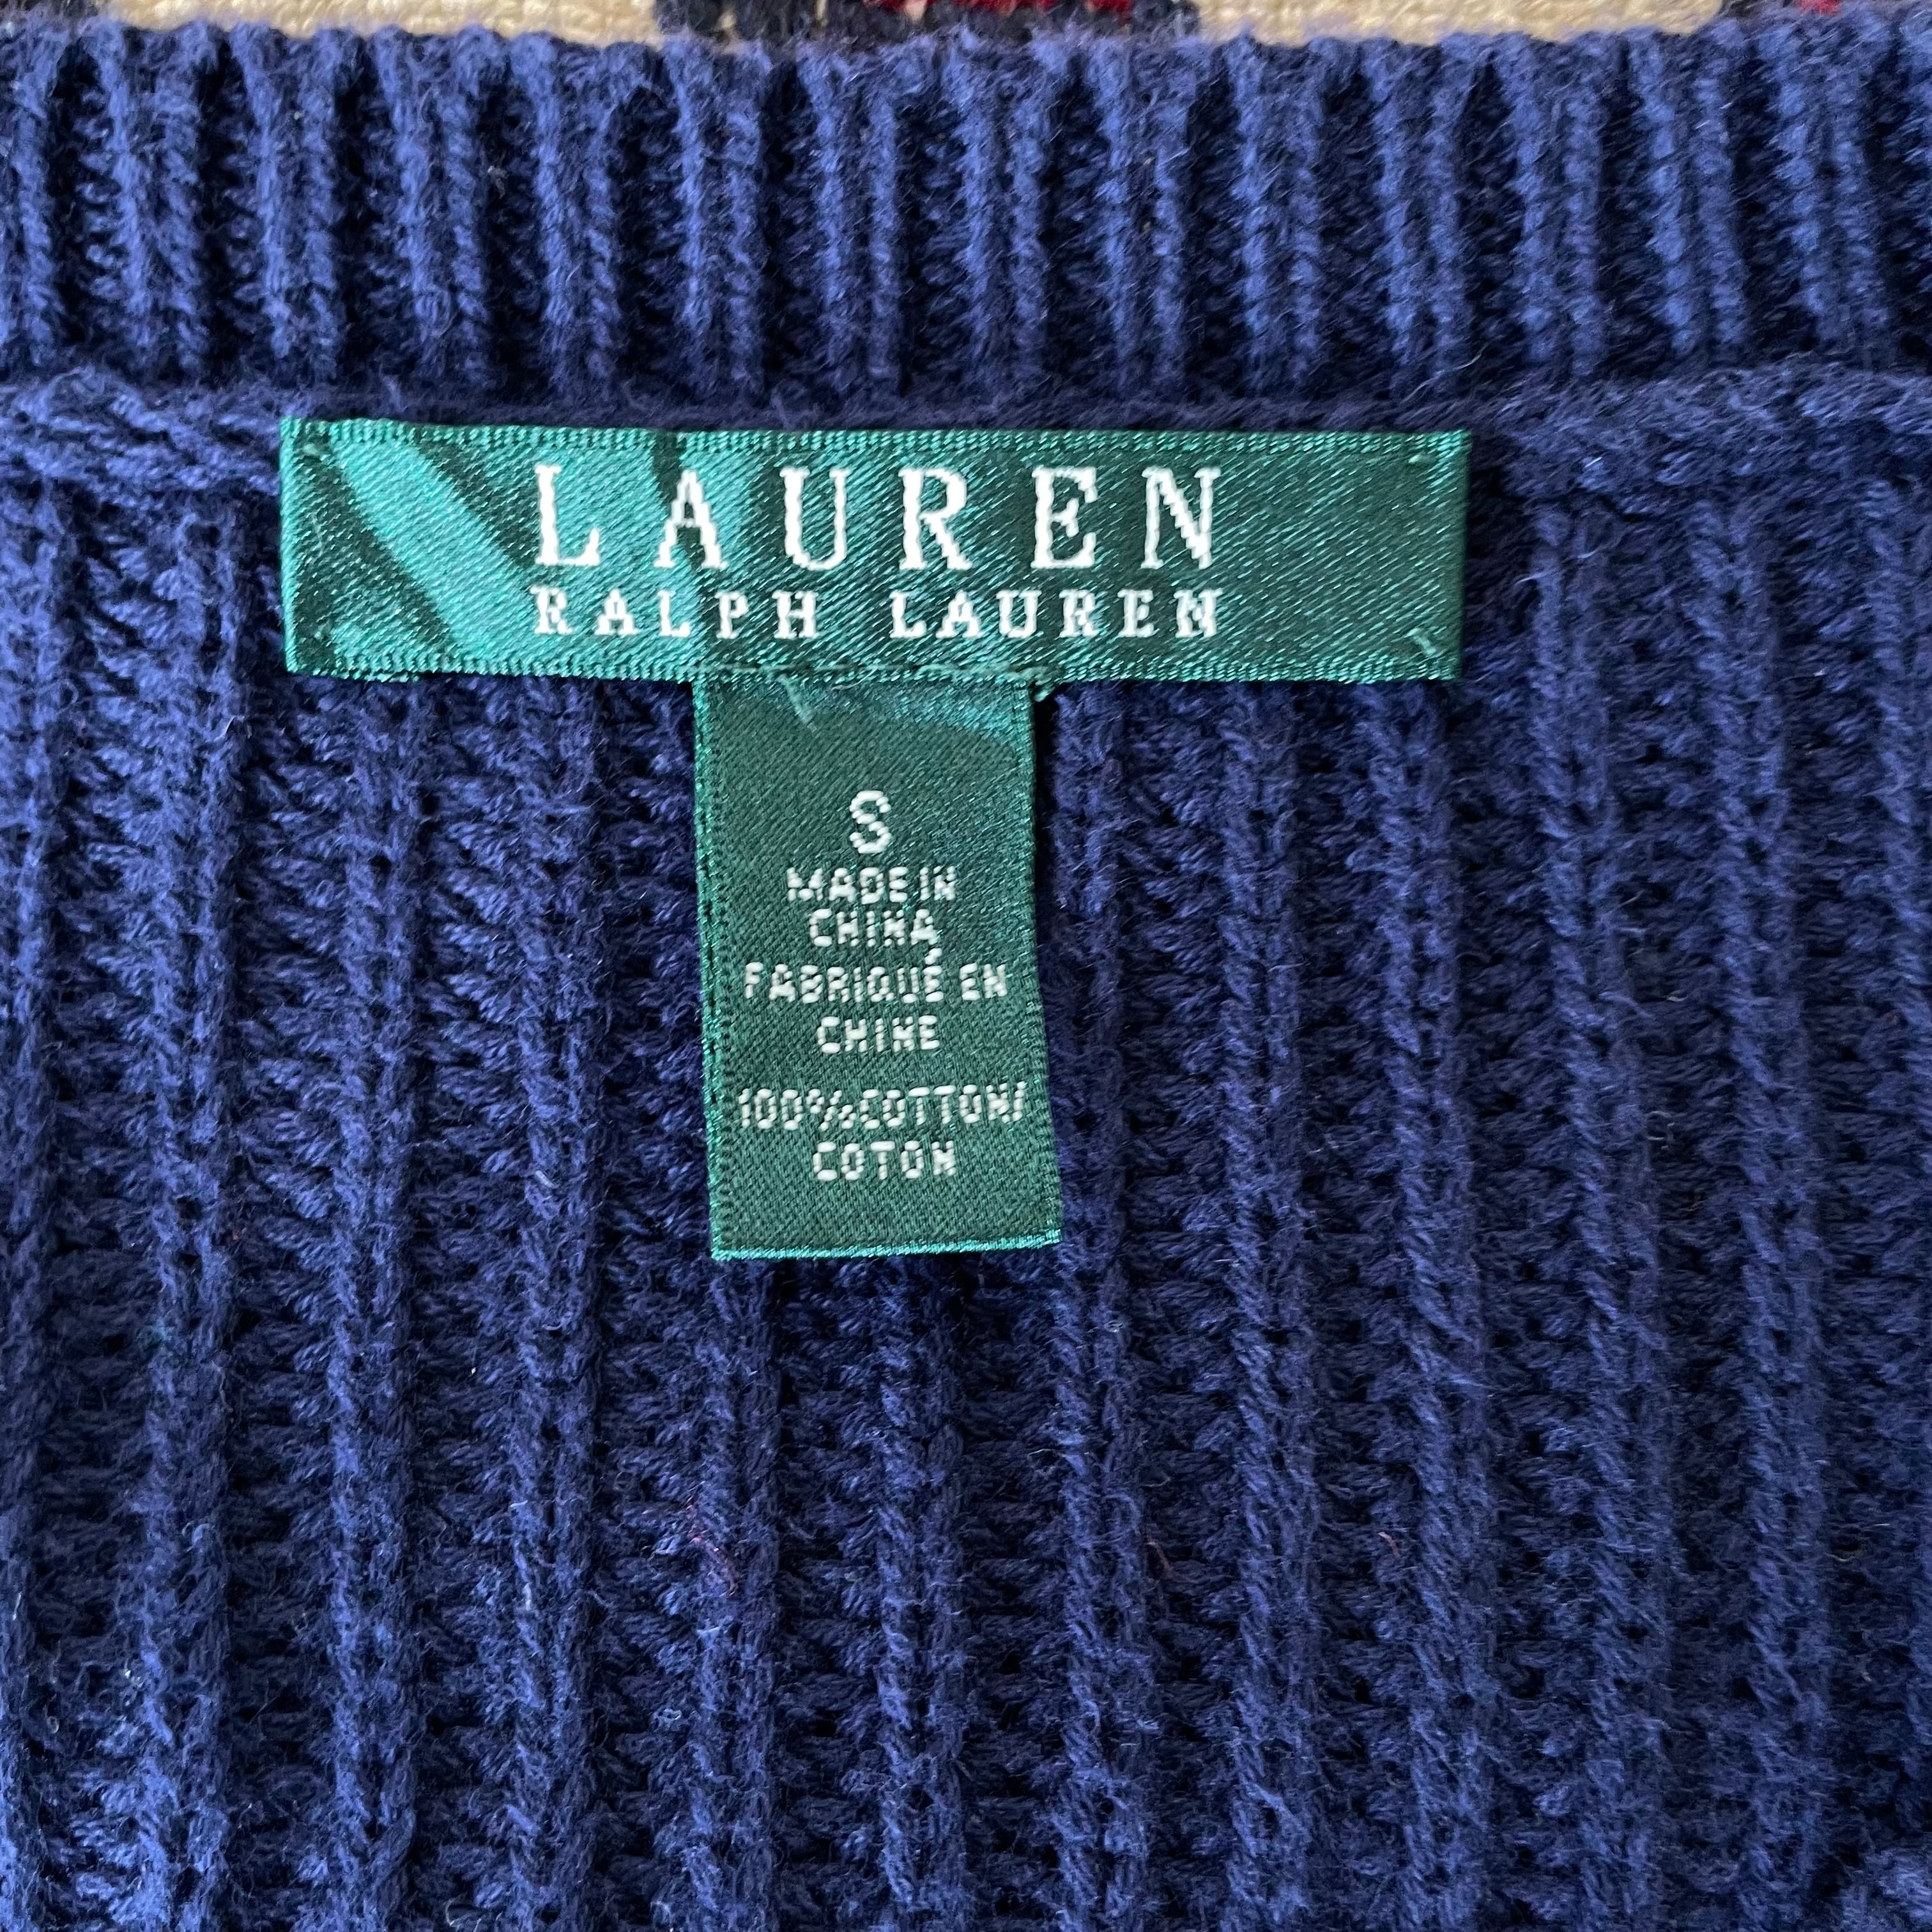 LAUREN
RALPH LAUREN
S
MADE IN
CHINA
FABRIQUÉ EN
CHINE
100%COTTON/
COTON